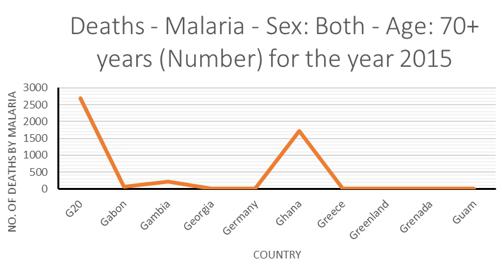 Deaths - Malaria - Sex: Both - Age: 70+
years (Number) for the year 2015
NO. OF DEATHS BY MALARIA
3000
2500
2000
1500
1000
500
0
G20
Gabon
Gambia
Georgia
Germany
Ghana
Greece
Greenland
Grenada
Guam
COUNTRY